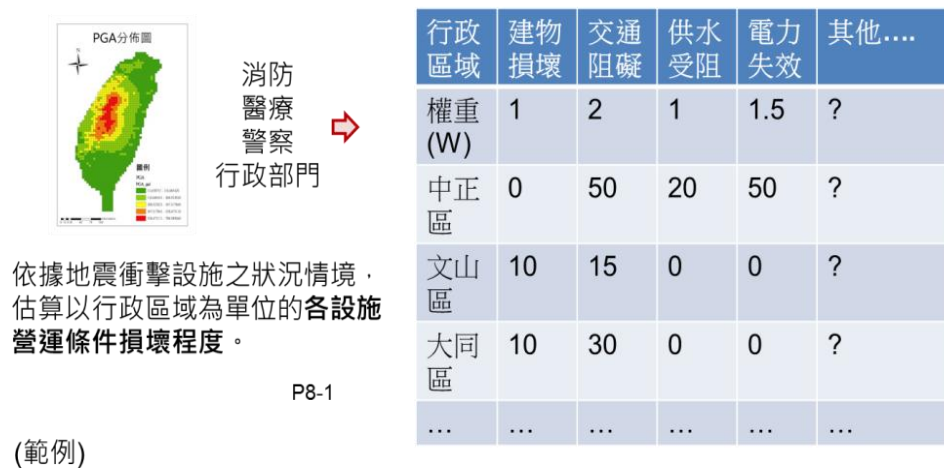 PGA分佈圖
N
圖例
PGA
消防
醫療
警察
行政部門
依據地震衝擊設施之狀況情境，
估算以行政區域為單位的各設施
營運條件損壞程度。
P8-1
(範例)
行政區域 建物損壞 交通阻礙 供水受阻 電力失效 其他....
權重(W) 1 2 1 1.5 ?
中正區 0 50 20 50 ?
文山區 10 15 0 0 ?
大同區 10 30 0 0 ?
... ... ... ... ... ...